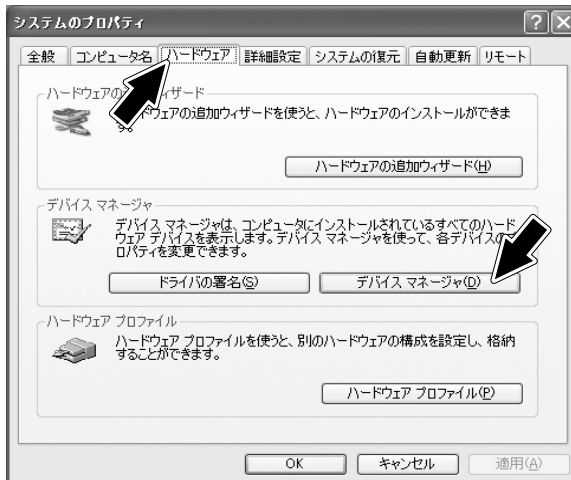 システムのプロパティ
全般 コンピュータ名 ハードウェア 詳細設定 システムの復元 自動更新 リモート
ハードウェアの ィザード
ドウェアの追加ウィザードを使うと、ハードウェアのインストールができま
す。
ハードウェアの追加ウィザード(H)
デバイス マネージャ
デバイス マネージャは、コンピュータにインストールされているすべてのハード
ウェア デバイスを表示します。デバイス マネージャを使って、各デバイスの
ロパティを変更できます。
ドライバの署名(S) デバイス マネージャ(D)
ハードウェア プロファイル
ハードウェア プロファイルを使うと、別のハードウェアの構成を設定し、格納
することができます。
ハードウェア プロファイル(P)
OK キャンセル 適用(A)